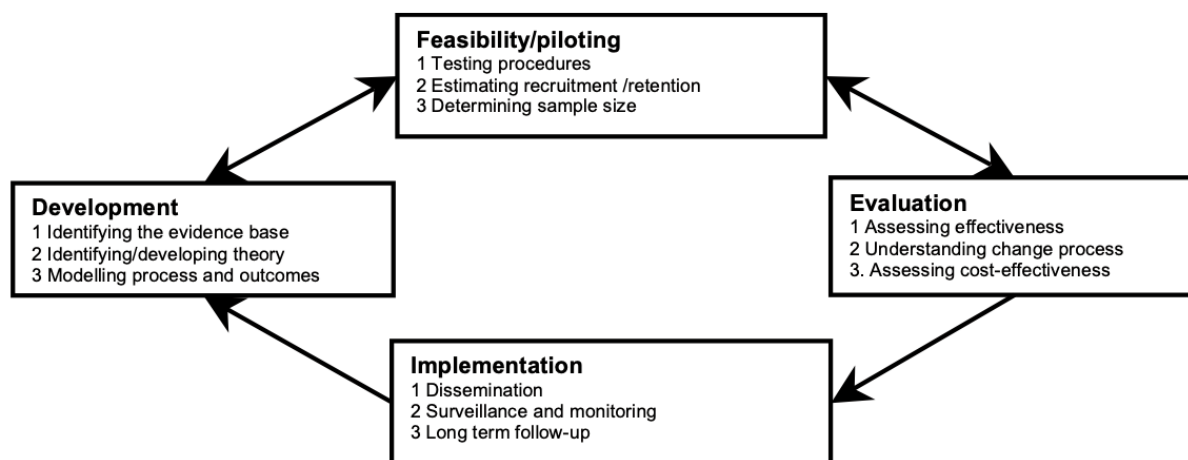 Feasibility/piloting
1 Testing procedures
2 Estimating recruitment /retention
3 Determining sample size
Development
1 Identifying the evidence base
2 Identifying/developing theory
3 Modelling process and outcomes
Evaluation
1 Assessing effectiveness
2 Understanding change process
3. Assessing cost-effectiveness
Implementation
1 Dissemination
2 Surveillance and monitoring
3 Long term follow-up